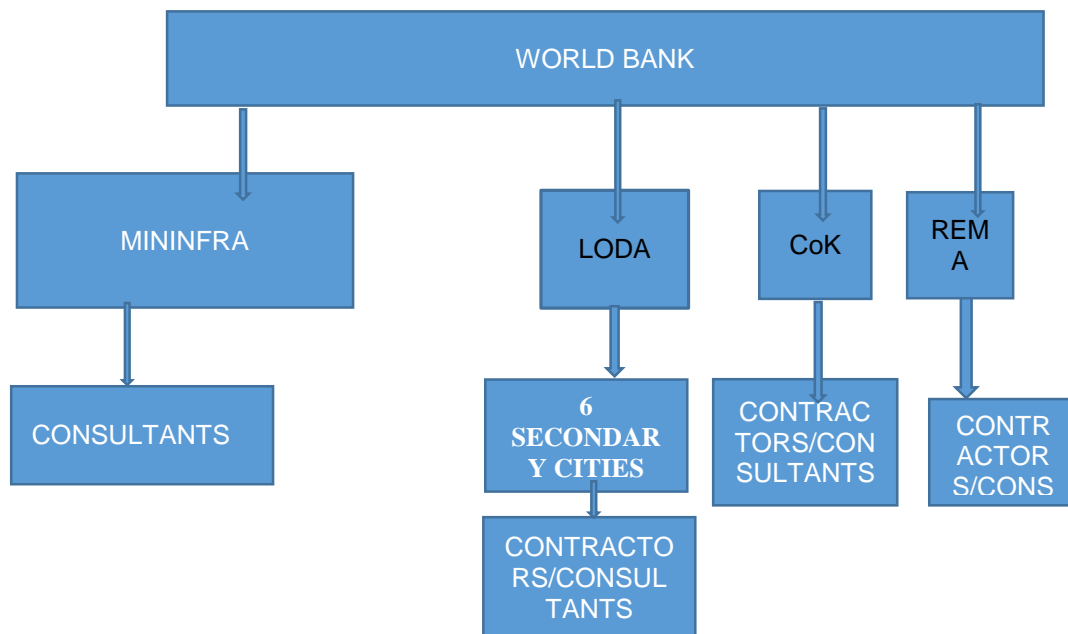 WORLD BANK
MININFRA
LODA
CoK
REM
A
CONSULTANTS
6
SECONDAR
Y CITIES
CONTRAC
TORS/CON
SULTANTS
CONTR
ACTOR
S/CONS
CONTRACTO
RS/CONSUL
TANTS